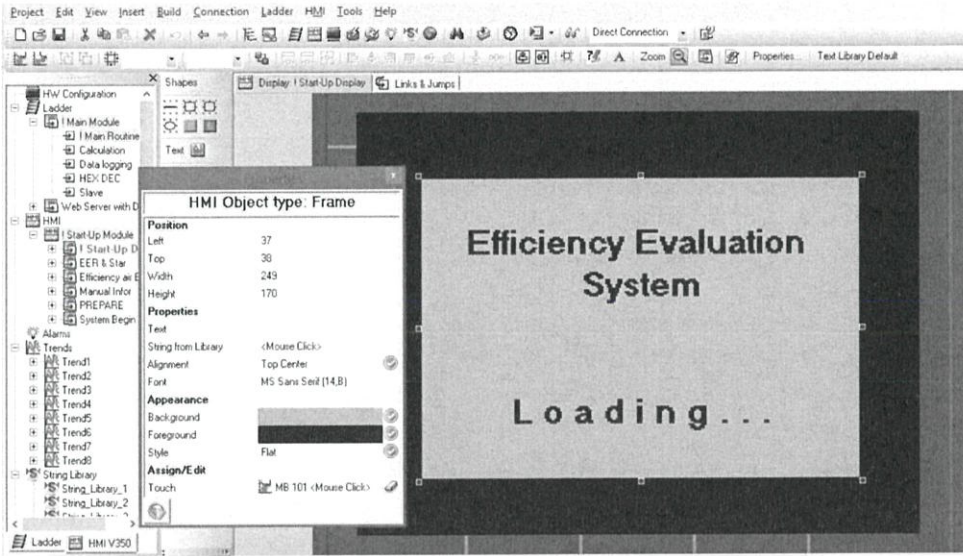 Project Edit View Insert Build Connection Ladder HMI Tools Help
Direct Connection
Zoom Properties... Text Library Default
HW Configuration
Ladder
! Main Module
! Main Routine
Calculation
Data logging
HEX DEC
Slave
Web Server with D
HMI
! Start-Up Module
! Start-Up D
EER & Star
Efficiency air E
Manual Infor
PREPARE
System Begin
Alarms
Trends
Trend1
Trend2
Trend3
Trend4
Trend5
Trend6
Trend7
Trend8
String Library
String_Library_1
String_Library_2
Ladder HMI V350
Shapes
Text
Display ! Start-Up Display Links & Jumps
HMI Object type: Frame
Position
Left 37
Top 38
Width 249
Height 170
Properties
Text
String from Library <Mouse Click>
Alignment Top Center
Font MS Sans Serif (14,B)
Appearance
Background
Foreground
Style Flat
Assign/Edit
Touch MB 101 <Mouse Click>
Efficiency Evaluation
System
Loading...